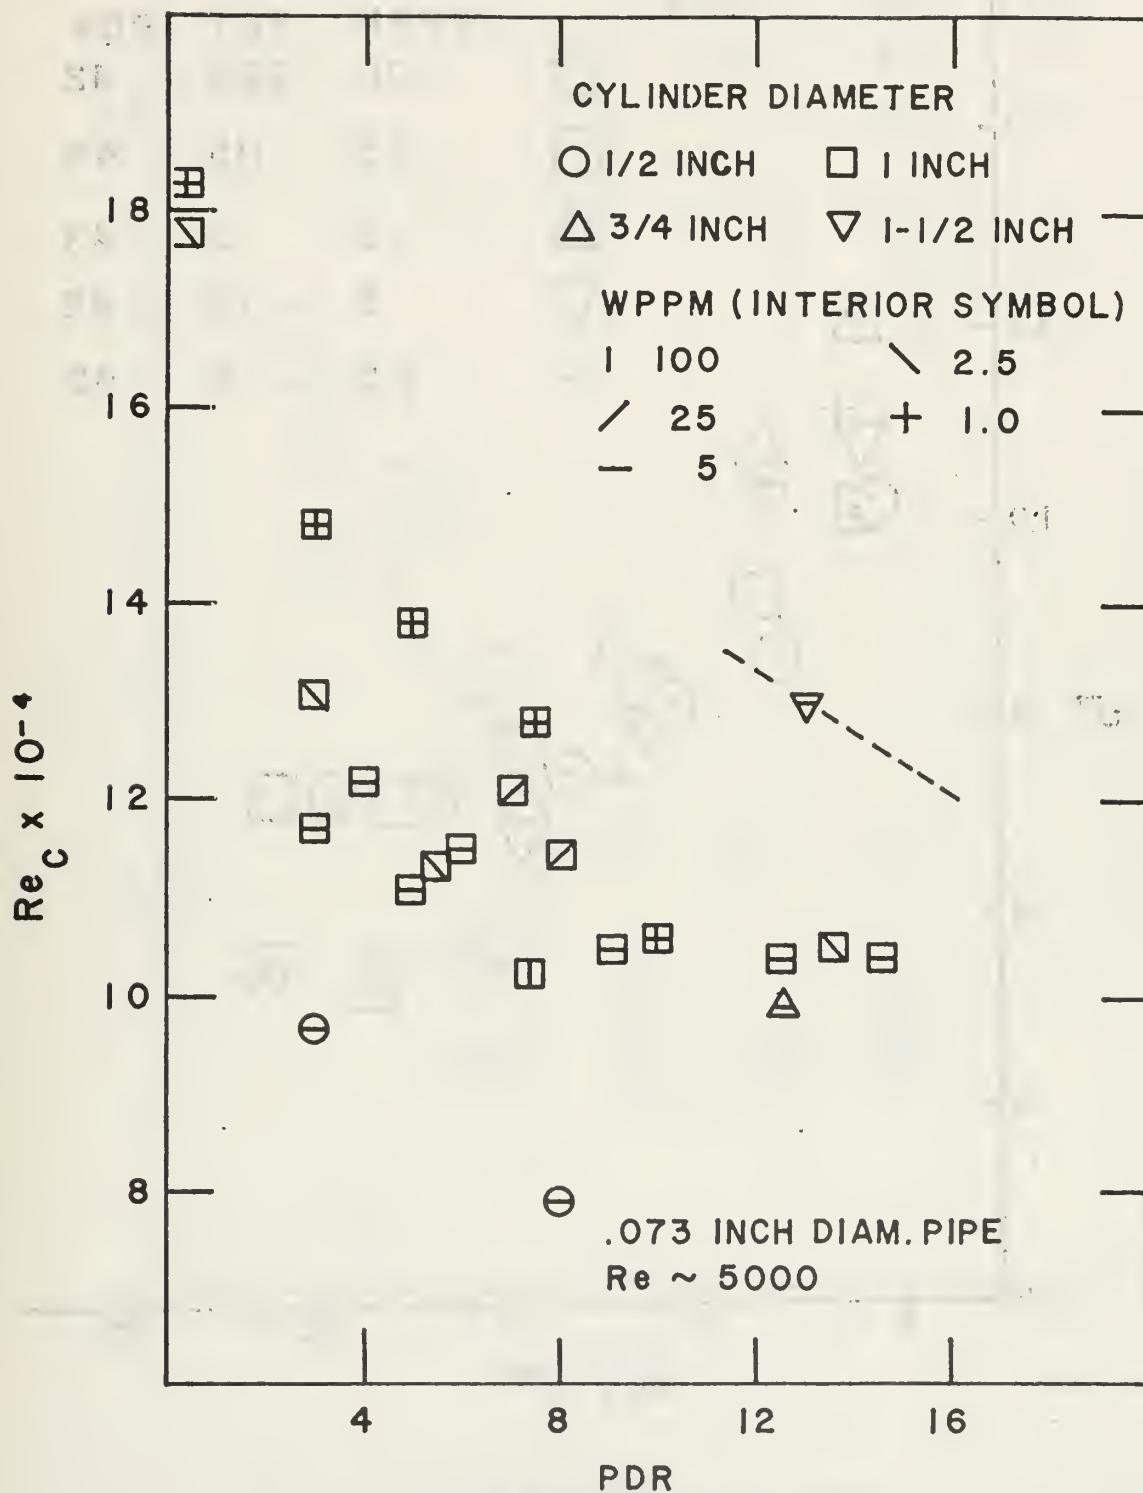 CYLINDER DIAMETER
1/2 INCH
1 INCH
3/4 INCH
1-1/2 INCH
WPPM (INTERIOR SYMBOL)
| 100
\ 2.5
/ 25
+ 1.0
— 5
18
16
14
12
10
8
Re_C x 10⁻⁴
.073 INCH DIAM. PIPE
Re ~ 5000
4
8
12
16
PDR